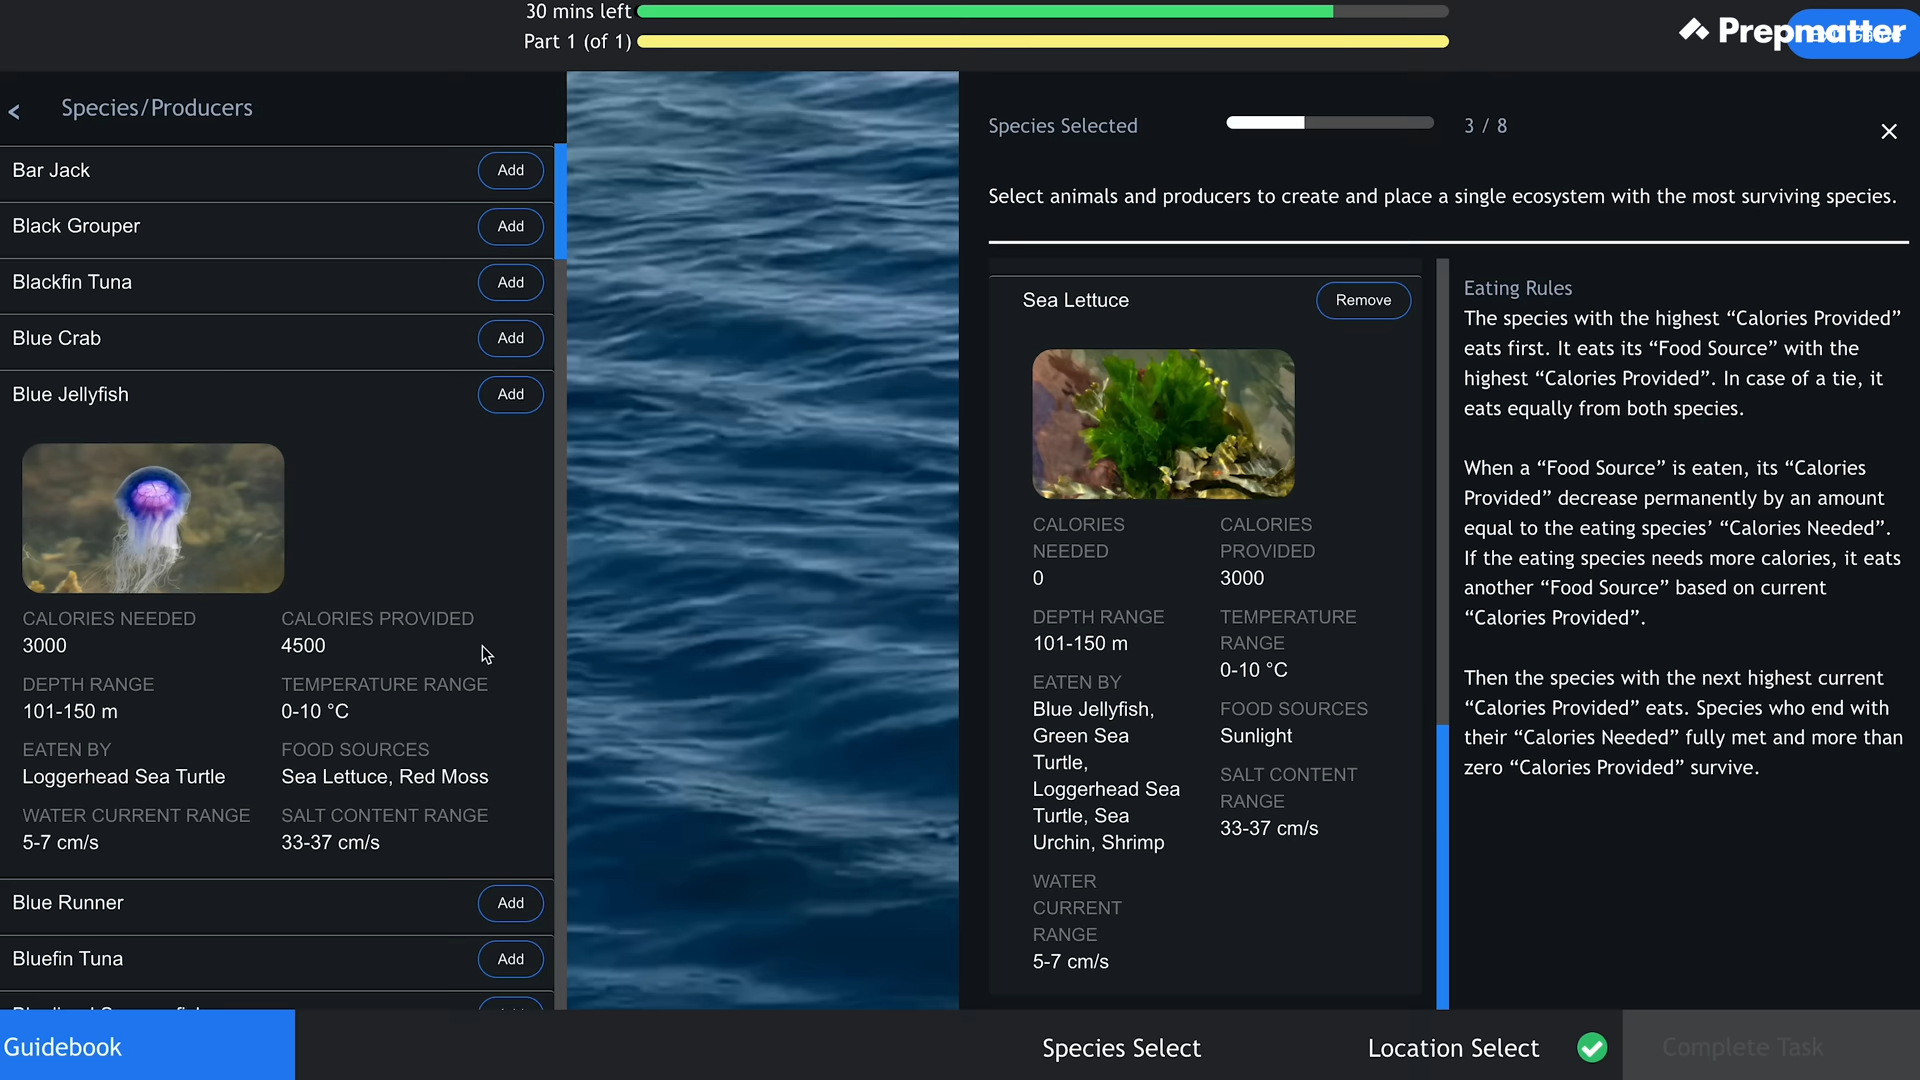 30 mins left
Part 1 (of 1)
Prepmatter
<
Species/Producers
Bar Jack
Add
Black Grouper
Add
Blackfin Tuna
Add
Blue Crab
Add
Blue Jellyfish
Add
CALORIES NEEDED
3000
CALORIES PROVIDED
4500
DEPTH RANGE
101-150 m
TEMPERATURE RANGE
0-10 °C
EATEN BY
Loggerhead Sea Turtle
FOOD SOURCES
Sea Lettuce, Red Moss
WATER CURRENT RANGE
5-7 cm/s
SALT CONTENT RANGE
33-37 cm/s
Blue Runner
Add
Bluefin Tuna
Add
Guidebook
Species Selected
3 / 8
Select animals and producers to create and place a single ecosystem with the most surviving species.
Sea Lettuce
Remove
CALORIES
NEEDED
0
CALORIES
PROVIDED
3000
DEPTH RANGE
101-150 m
TEMPERATURE
RANGE
0-10 °C
EATEN BY
Blue Jellyfish,
Green Sea
Turtle,
Loggerhead Sea
Turtle, Sea
Urchin, Shrimp
FOOD SOURCES
Sunlight
SALT CONTENT
RANGE
33-37 cm/s
WATER
CURRENT
RANGE
5-7 cm/s
Eating Rules
The species with the highest “Calories Provided”
eats first. It eats its “Food Source” with the
highest “Calories Provided”. In case of a tie, it
eats equally from both species.
When a “Food Source” is eaten, its “Calories
Provided” decrease permanently by an amount
equal to the eating species’ “Calories Needed”.
If the eating species needs more calories, it eats
another “Food Source” based on current
“Calories Provided”.
Then the species with the next highest current
“Calories Provided” eats. Species who end with
their “Calories Needed” fully met and more than
zero “Calories Provided” survive.
Species Select
Location Select
Complete Task